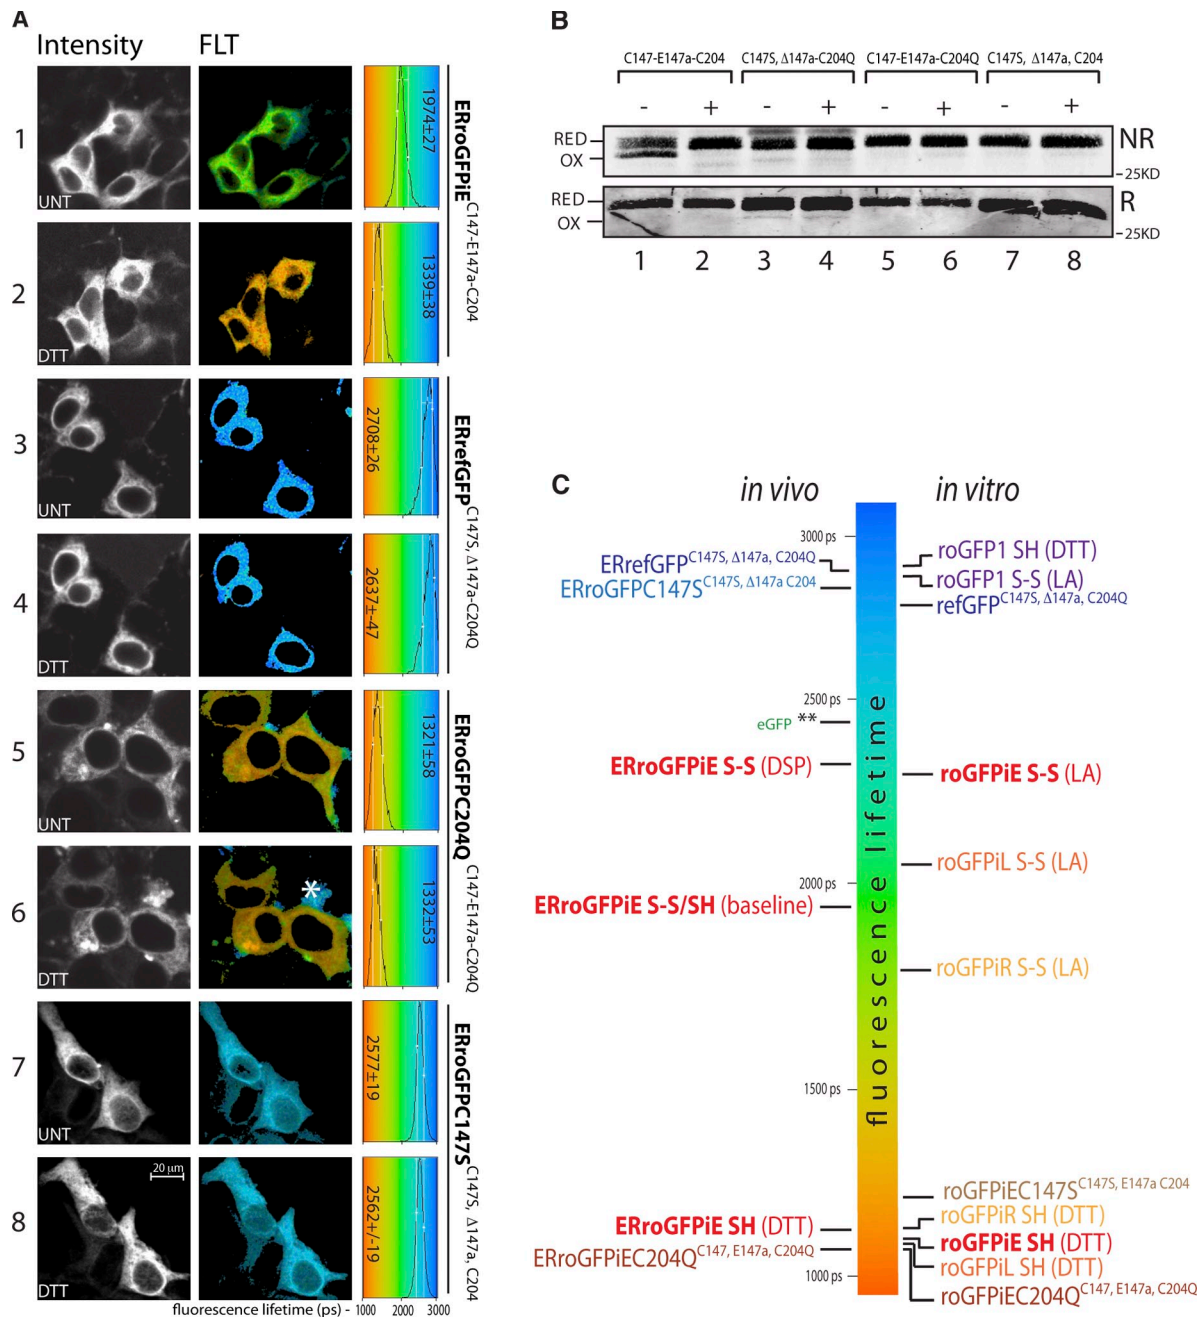 A
Intensity FLT
1
UNT
1974±27
2
DTT
1339±38
ERroGFPiE C147-E147a-C204
3
UNT
2708±26
4
DTT
2637±-47
ERrefGFP C147S, Δ147a-C204Q
5
UNT
1321±58
6
DTT
*
1332±53
ERroGFPC204Q C147-E147a-C204Q
7
UNT
2577±19
8
20 µm
DTT
2562+/-19
ERroGFPC147S C147S, Δ147a, C204
fluorescence lifetime (ps) - 1000 2000 3000
B
C147-E147a-C204 C147S, Δ147a-C204Q C147-E147a-C204Q C147S, Δ147a, C204
- + - + - + - +
RED
OX
NR
-25KD
RED
OX
R
-25KD
1 2 3 4 5 6 7 8
C
in vivo in vitro
3000 ps
2500 ps
2000 ps
1500 ps
1000 ps
fluorescence lifetime
ERrefGFP C147S, Δ147a, C204Q
ERroGFPC147S C147S, Δ147a C204
eGFP **
ERroGFPiE S-S (DSP)
ERroGFPiE S-S/SH (baseline)
ERroGFPiE SH (DTT)
ERroGFPiEC204Q C147, E147a, C204Q
roGFP1 SH (DTT)
roGFP1 S-S (LA)
refGFP C147S, Δ147a, C204Q
roGFPiE S-S (LA)
roGFPiL S-S (LA)
roGFPiR S-S (LA)
roGFPiEC147S C147S, E147a C204
roGFPiR SH (DTT)
roGFPiE SH (DTT)
roGFPiL SH (DTT)
roGFPiEC204Q C147, E147a, C204Q